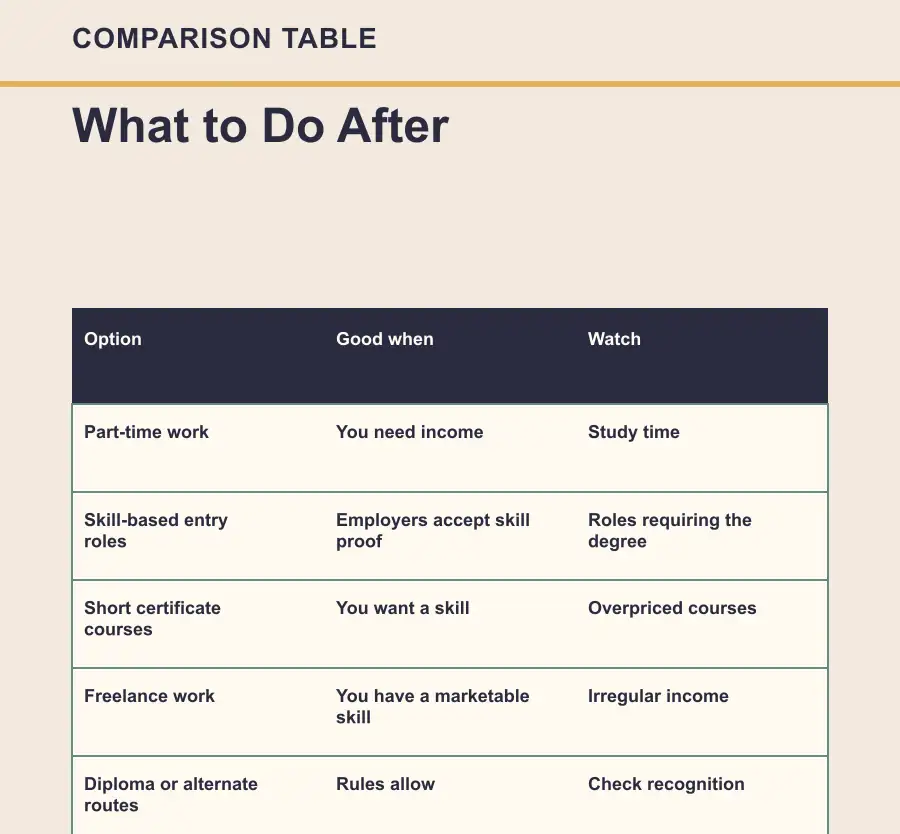 COMPARISON TABLE
What to Do After
Option
Good when
Watch
Part-time work
You need income
Study time
Skill-based entry
roles
Employers accept skill
proof
Roles requiring the
degree
Short certificate
courses
You want a skill
Overpriced courses
Freelance work
You have a marketable
skill
Irregular income
Diploma or alternate
routes
Rules allow
Check recognition